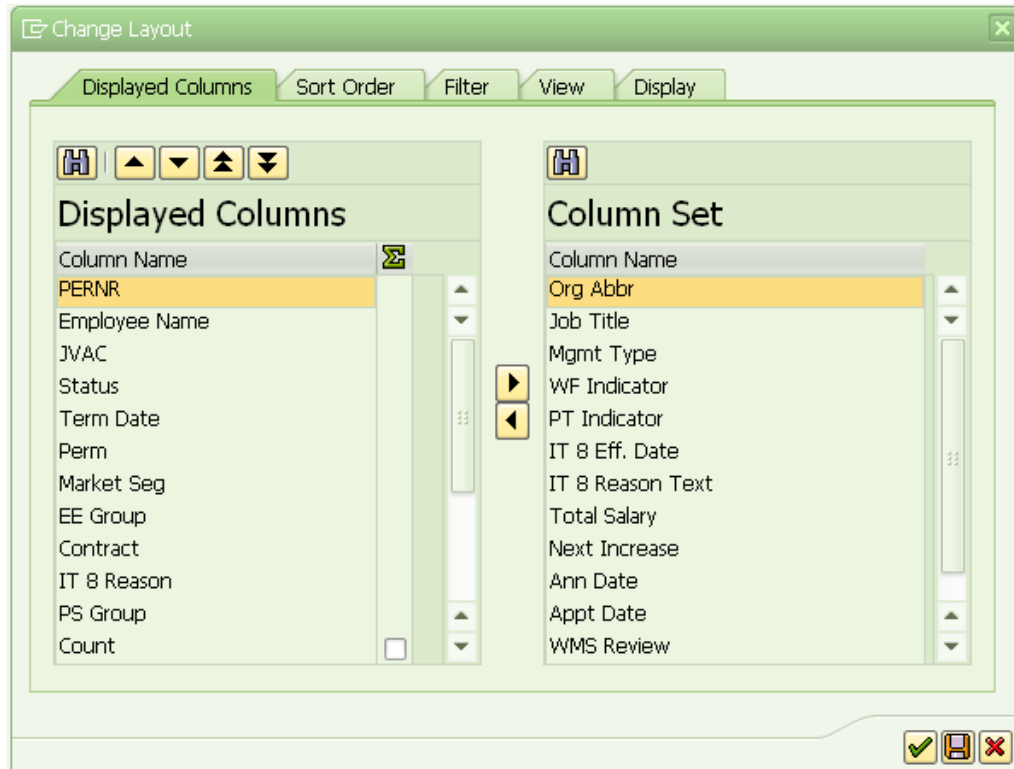 Change Layout
Displayed Columns
Sort Order
Filter
View
Display
Displayed Columns
Column Name
PERNR
Employee Name
JVAC
Status
Term Date
Perm
Market Seg
EE Group
Contract
IT 8 Reason
PS Group
Count
Column Set
Column Name
Org Abbr
Job Title
Mgmt Type
WF Indicator
PT Indicator
IT 8 Eff. Date
IT 8 Reason Text
Total Salary
Next Increase
Ann Date
Appt Date
WMS Review